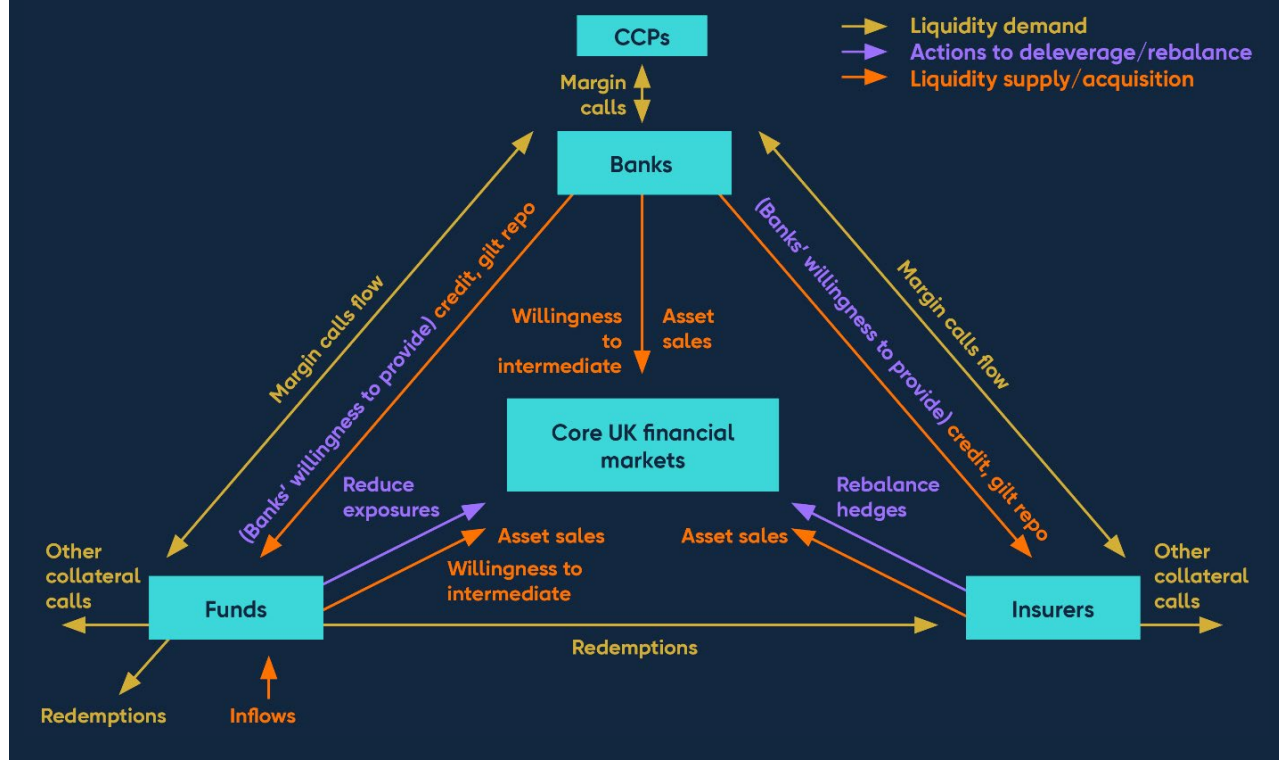 CCPs
Liquidity demand
Actions to deleverage/rebalance
Liquidity supply/acquisition
Margin
calls
Banks
Margin calls flow
(Banks' willingness to provide) credit, gilt repo
Willingness
to
intermediate
Asset
sales
(Banks' willingness to provide) credit, gilt repo
Margin calls flow
Core UK financial
markets
Reduce
exposures
Rebalance
hedges
Asset sales
Willingness to
intermediate
Asset sales
Other
collateral
calls
Funds
Insurers
Other
collateral
calls
Redemptions
Redemptions
Inflows